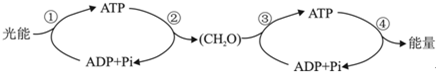 ① ATP ② ③ ATP ④
光能 (CH₂O) 能量
ADP+Pi ADP+Pi